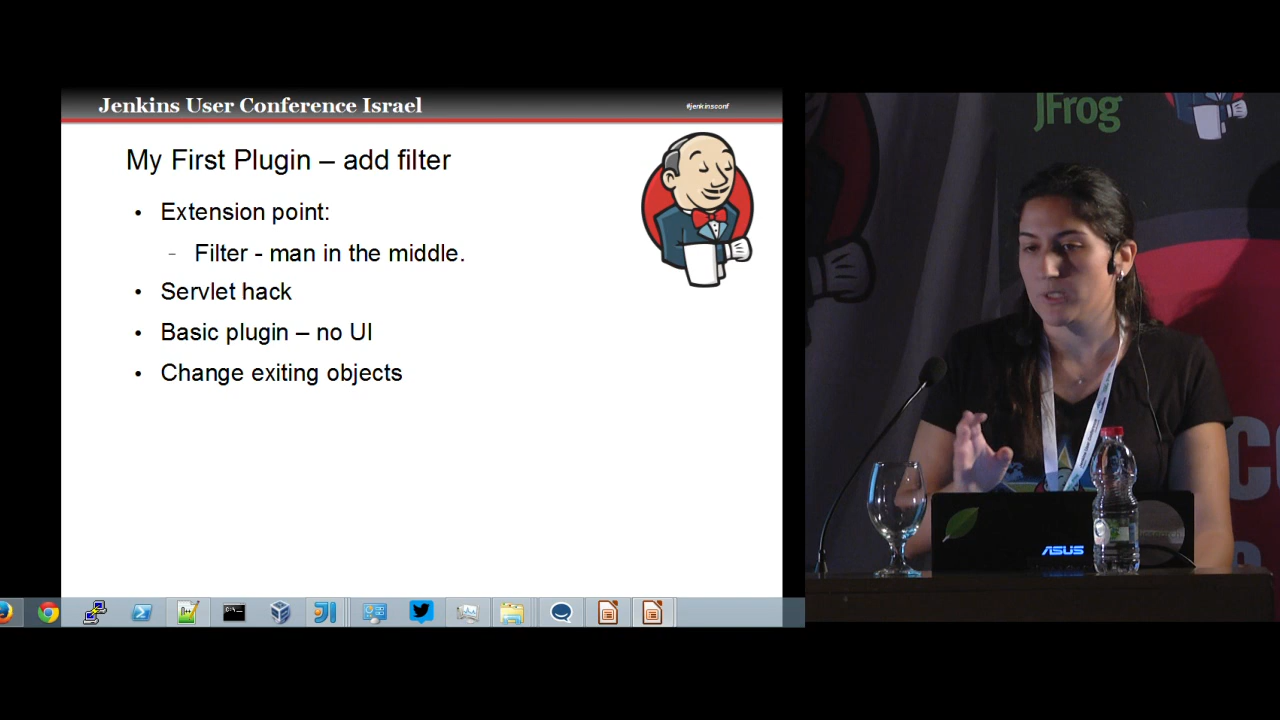 Jenkins User Conference Israel
#jenkinsconf
My First Plugin – add filter
• Extension point:
– Filter - man in the middle.
• Servlet hack
• Basic plugin – no UI
• Change exiting objects
JFrog
ASUS